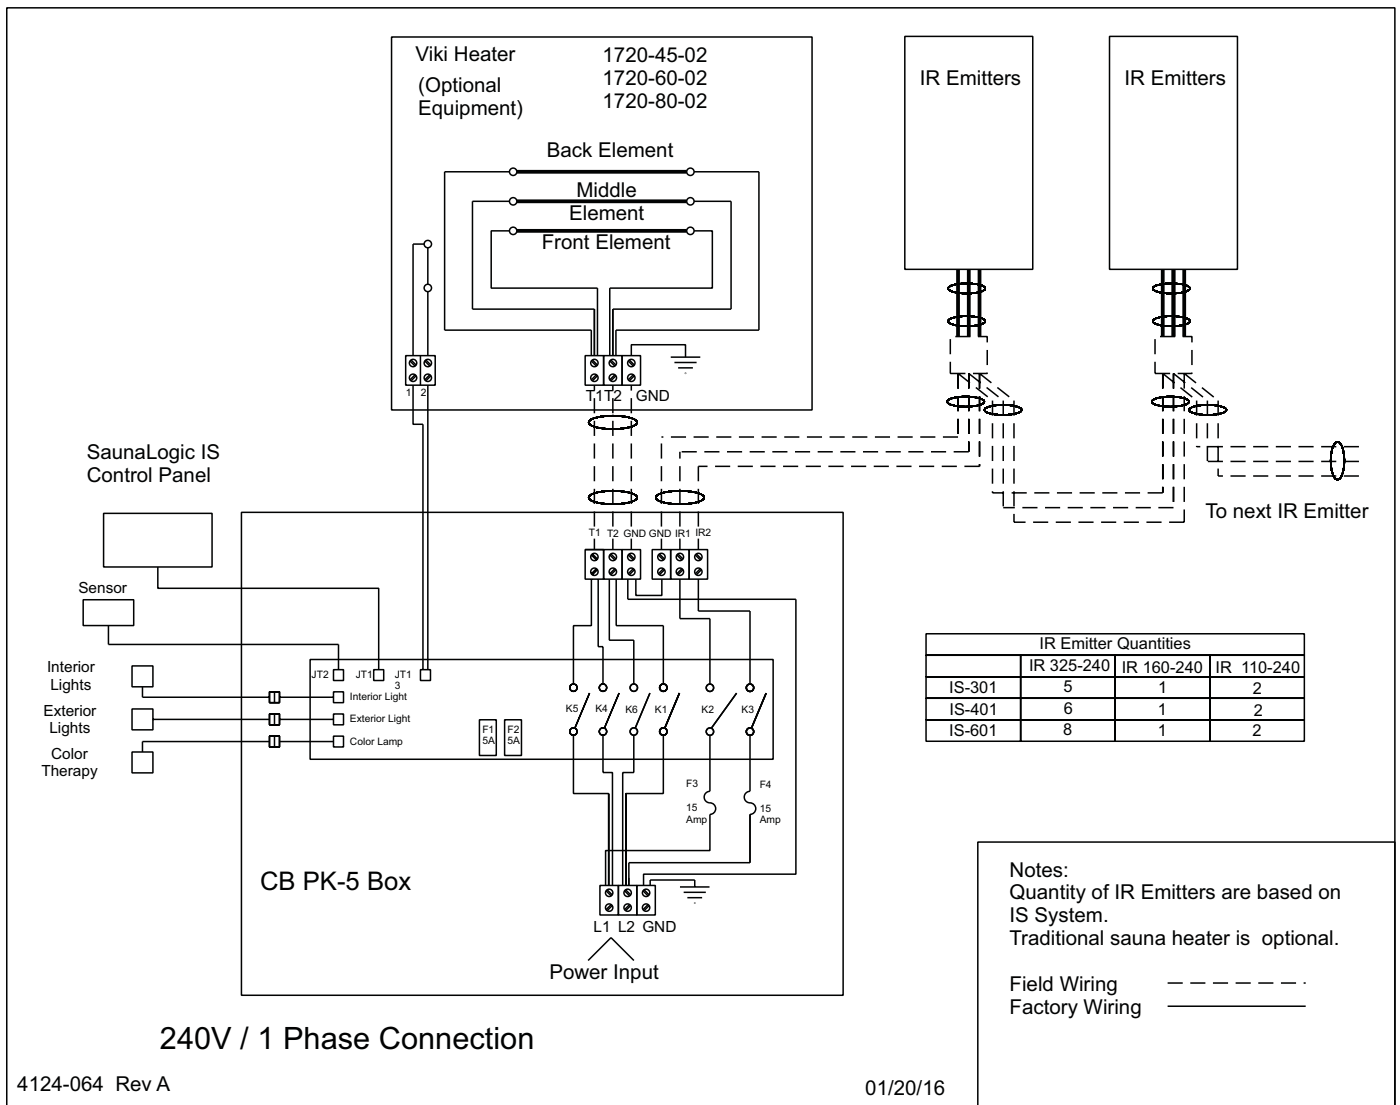 Viki Heater 1720-45-02
(Optional 1720-60-02
Equipment) 1720-80-02
Back Element
Middle
Element
Front Element
1 2
T1 T2 GND
IR Emitters
IR Emitters
To next IR Emitter
SaunaLogic IS
Control Panel
Sensor
Interior
Lights
Exterior
Lights
Color
Therapy
T1 T2 GND GND IR1 IR2
JT2 JT1 JT1
3
Interior Light
Exterior Light
Color Lamp
F1
5A
F2
5A
K5 K4 K6 K1 K2 K3
F3
15
Amp
F4
15
Amp
CB PK-5 Box
L1 L2 GND
Power Input
IR Emitter Quantities
IR 325-240 IR 160-240 IR 110-240
IS-301 5 1 2
IS-401 6 1 2
IS-601 8 1 2
Notes:
Quantity of IR Emitters are based on
IS System.
Traditional sauna heater is optional.
Field Wiring
Factory Wiring
240V / 1 Phase Connection
4124-064 Rev A
01/20/16